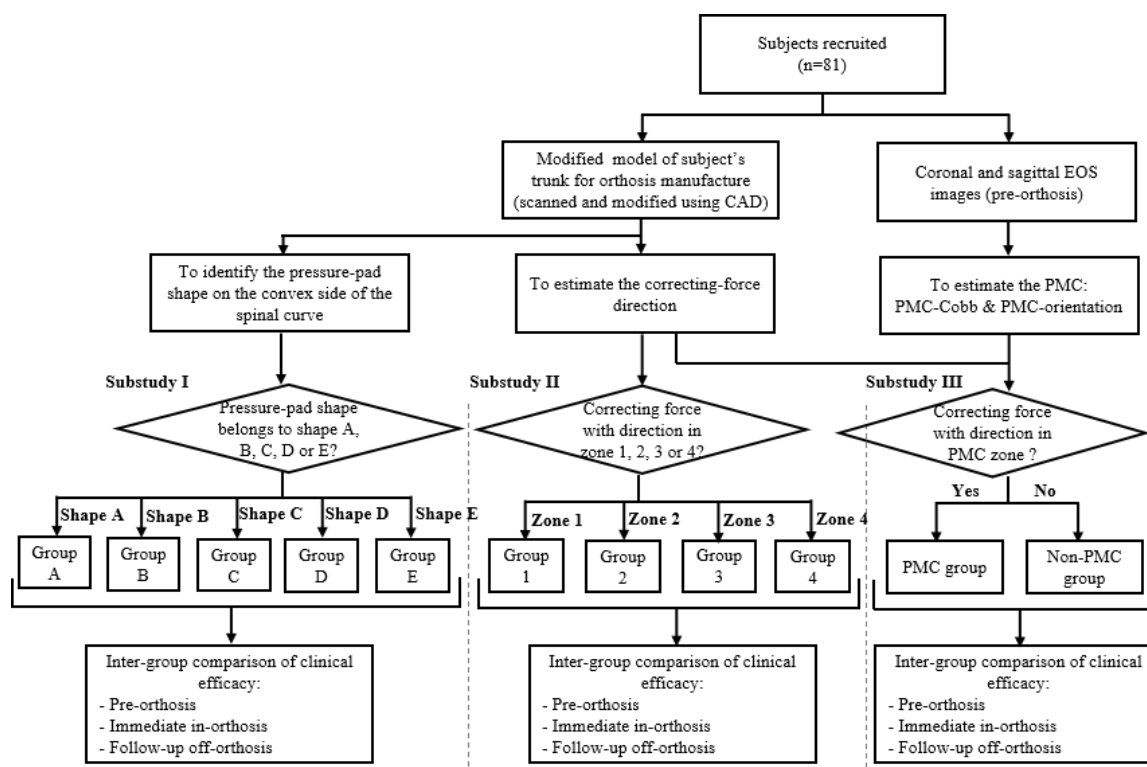 Subjects recruited
(n=81)
Modified model of subject's
trunk for orthosis manufacture
(scanned and modified using CAD)
Coronal and sagittal EOS
images (pre-orthosis)
To identify the pressure-pad
shape on the convex side of the
spinal curve
To estimate the correcting-force
direction
To estimate the PMC:
PMC-Cobb & PMC-orientation
Substudy I
Pressure-pad shape
belongs to shape A,
B, C, D or E?
Substudy II
Correcting force
with direction in
zone 1, 2, 3 or 4?
Substudy III
Correcting force
with direction in
PMC zone ?
Shape A
Shape B
Shape C
Shape D
Shape E
Zone 1
Zone 2
Zone 3
Zone 4
Yes
No
Group
A
Group
B
Group
C
Group
D
Group
E
Group
1
Group
2
Group
3
Group
4
PMC group
Non-PMC
group
Inter-group comparison of clinical
efficacy:
- Pre-orthosis
- Immediate in-orthosis
- Follow-up off-orthosis
Inter-group comparison of clinical
efficacy:
- Pre-orthosis
- Immediate in-orthosis
- Follow-up off-orthosis
Inter-group comparison of clinical
efficacy:
- Pre-orthosis
- Immediate in-orthosis
- Follow-up off-orthosis